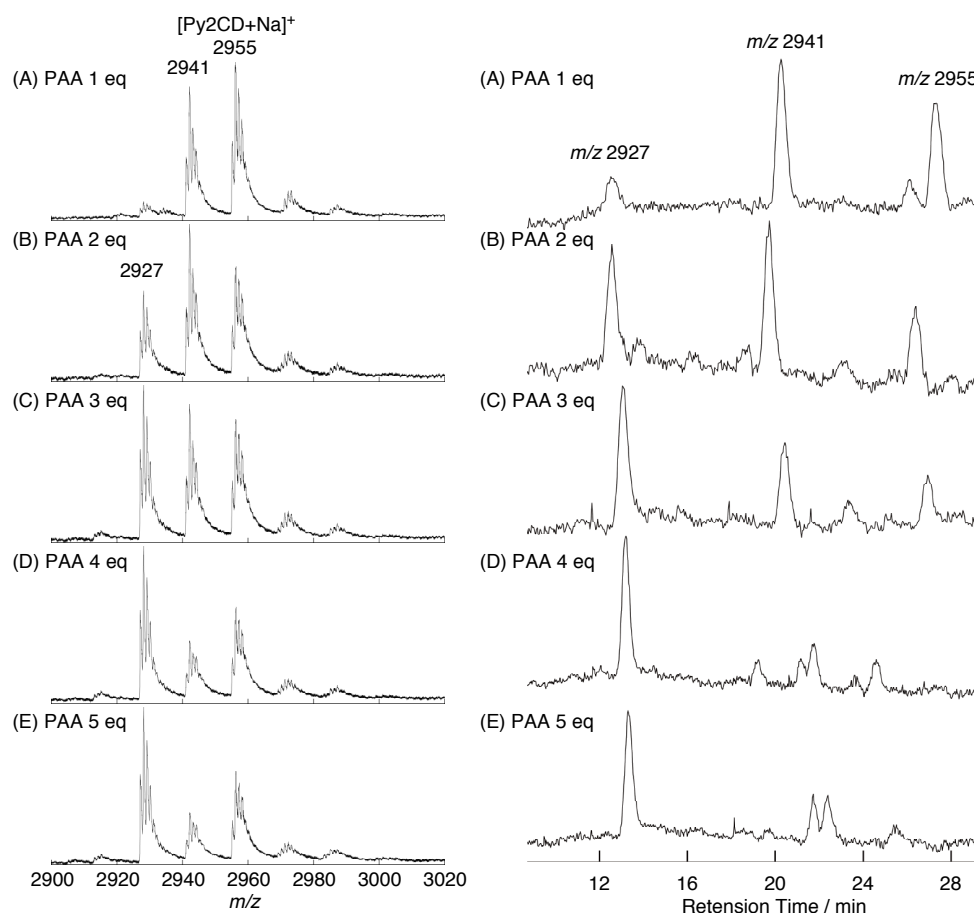 [Py2CD+Na]⁺
2955
2941
(A) PAA 1 eq
(B) PAA 2 eq
2927
(C) PAA 3 eq
(D) PAA 4 eq
(E) PAA 5 eq
2900 2920 2940 2960 2980 3000 3020
m/z
m/z 2941
(A) PAA 1 eq
m/z 2955
m/z 2927
(B) PAA 2 eq
(C) PAA 3 eq
(D) PAA 4 eq
(E) PAA 5 eq
12 16 20 24 28
Retension Time / min